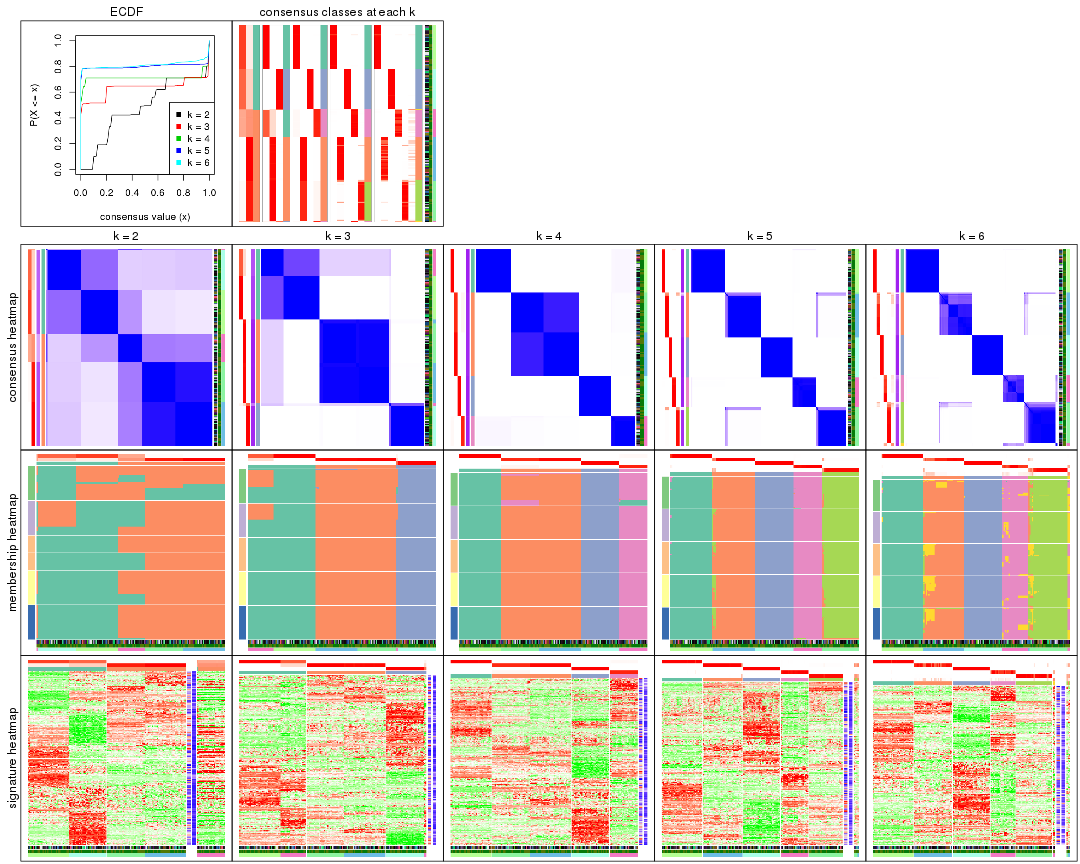 ECDF
consensus classes at each k
P(X <= x)
0.0 0.2 0.4 0.6 0.8 1.0
k = 2
k = 3
k = 4
k = 5
k = 6
0.0 0.2 0.4 0.6 0.8 1.0
consensus value (x)
k = 2 k = 3 k = 4 k = 5 k = 6
consensus heatmap
membership heatmap
signature heatmap